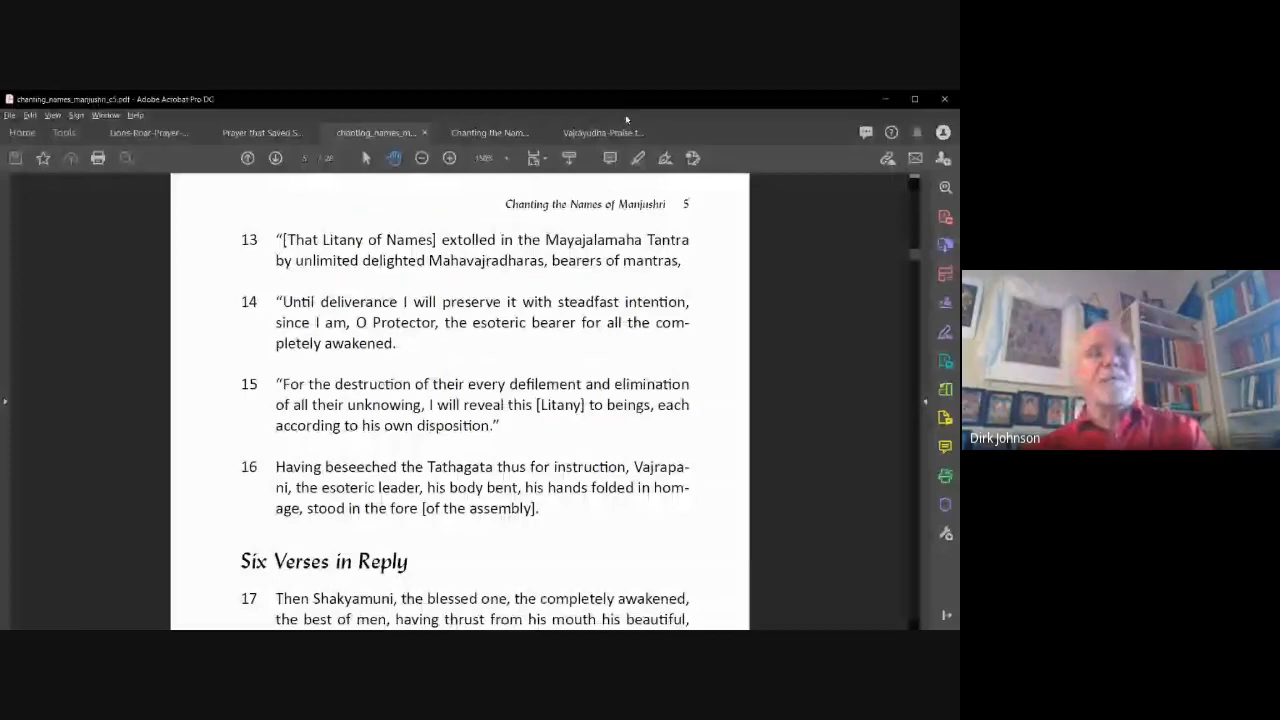 chanting_names_manjushri_c5.pdf - Adobe Acrobat Pro DC
File Edit View Sign Window Help
Home Tools Lions-Roar-Prayer-... Prayer that Saved S... chanting_names_m... Chanting the Nam... Vajrayudha-Praise t...
5 / 28 150%
Chanting the Names of Manjushri 5
13 “[That Litany of Names] extolled in the Mayajalamaha Tantra
by unlimited delighted Mahavajradharas, bearers of mantras,
14 “Until deliverance I will preserve it with steadfast intention,
since I am, O Protector, the esoteric bearer for all the com-
pletely awakened.
15 “For the destruction of their every defilement and elimination
of all their unknowing, I will reveal this [Litany] to beings, each
according to his own disposition.”
16 Having beseeched the Tathagata thus for instruction, Vajrapa-
ni, the esoteric leader, his body bent, his hands folded in hom-
age, stood in the fore [of the assembly].
Six Verses in Reply
17 Then Shakyamuni, the blessed one, the completely awakened,
the best of men, having thrust from his mouth his beautiful,
Dirk Johnson